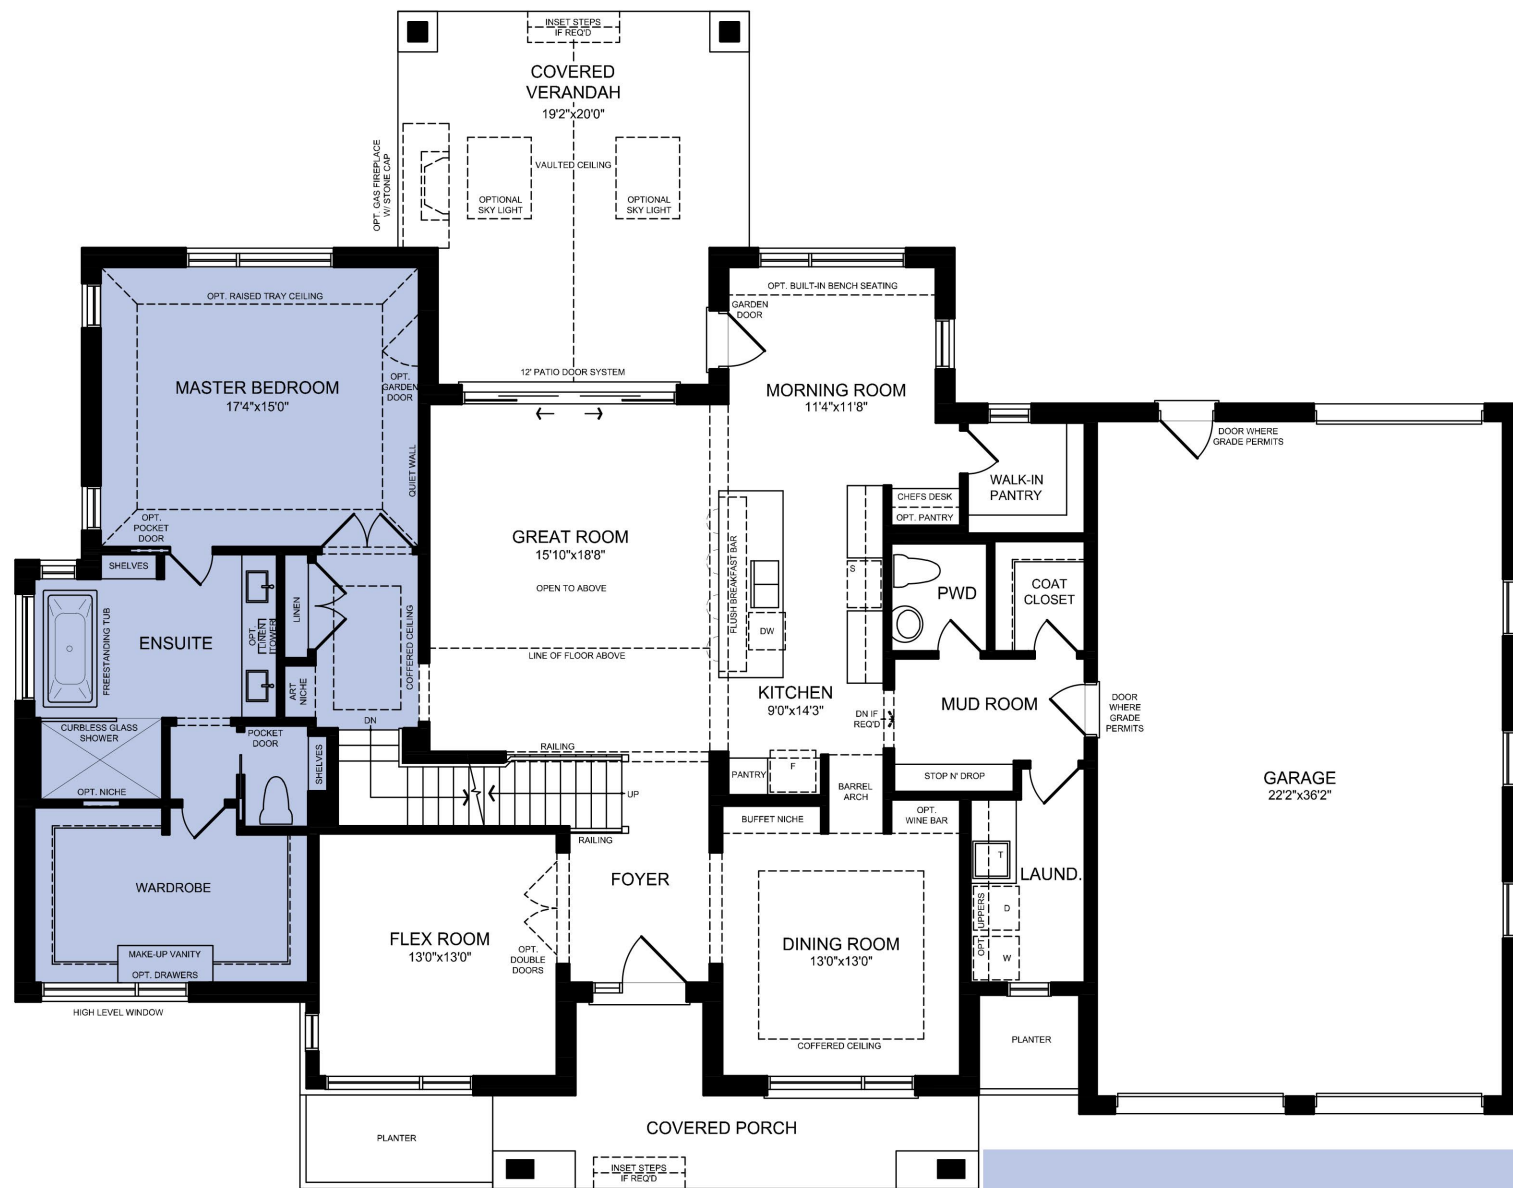 INSET STEPS
IF REQ'D
COVERED
VERANDAH
19'2"x20'0"
OPT. GAS FIREPLACE
W/ STONE CAP
VAULTED CEILING
OPTIONAL
SKY LIGHT
OPTIONAL
SKY LIGHT
OPT. RAISED TRAY CEILING
MASTER BEDROOM
17'4"x15'0"
OPT.
GARDEN
DOOR
QUIET WALL
OPT.
POCKET
DOOR
12' PATIO DOOR SYSTEM
OPT. BUILT-IN BENCH SEATING
GARDEN
DOOR
MORNING ROOM
11'4"x11'8"
DOOR WHERE
GRADE PERMITS
WALK-IN
PANTRY
CHEFS DESK
OPT. PANTRY
GREAT ROOM
15'10"x18'8"
OPEN TO ABOVE
LINE OF FLOOR ABOVE
FLUSH BREAKFAST BAR
DW
S
PWD
COAT
CLOSET
SHELVES
ENSUITE
FREESTANDING TUB
OPT.
LINEN
TOWER
LINEN
COFFERED CEILING
ART
NICHE
DN
KITCHEN
9'0"x14'3"
DN IF
REQ'D
MUD ROOM
DOOR
WHERE
GRADE
PERMITS
CURBLESS GLASS
SHOWER
OPT. NICHE
POCKET
DOOR
SHELVES
RAILING
UP
RAILING
PANTRY
F
BARREL
ARCH
STOP N' DROP
GARAGE
22'2"x36'2"
BUFFET NICHE
OPT.
WINE BAR
WARDROBE
MAKE-UP VANITY
OPT. DRAWERS
HIGH LEVEL WINDOW
FOYER
FLEX ROOM
13'0"x13'0"
OPT.
DOUBLE
DOORS
DINING ROOM
13'0"x13'0"
COFFERED CEILING
T
LAUND.
OPT. UPPERS
D
W
PLANTER
PLANTER
COVERED PORCH
INSET STEPS
IF REQ'D